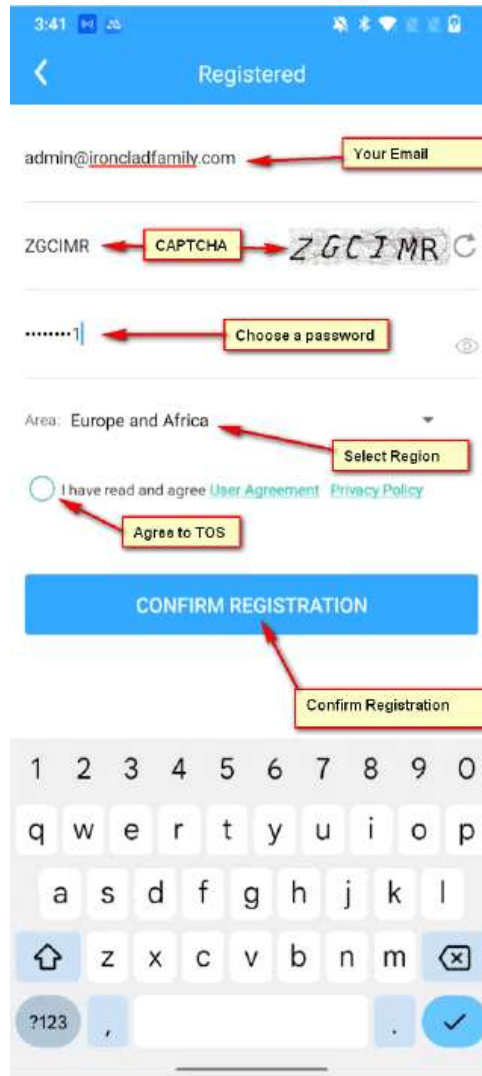 3:41
Registered
admin@ironcladfamily.com Your Email
ZGCIMR CAPTCHA ZGCIMR
••••••••1 Choose a password
Area: Europe and Africa
Select Region
I have read and agree User Agreement Privacy Policy
Agree to TOS
CONFIRM REGISTRATION
Confirm Registration
1 2 3 4 5 6 7 8 9 0
q w e r t y u i o p
a s d f g h j k l
z x c v b n m
?123 , .